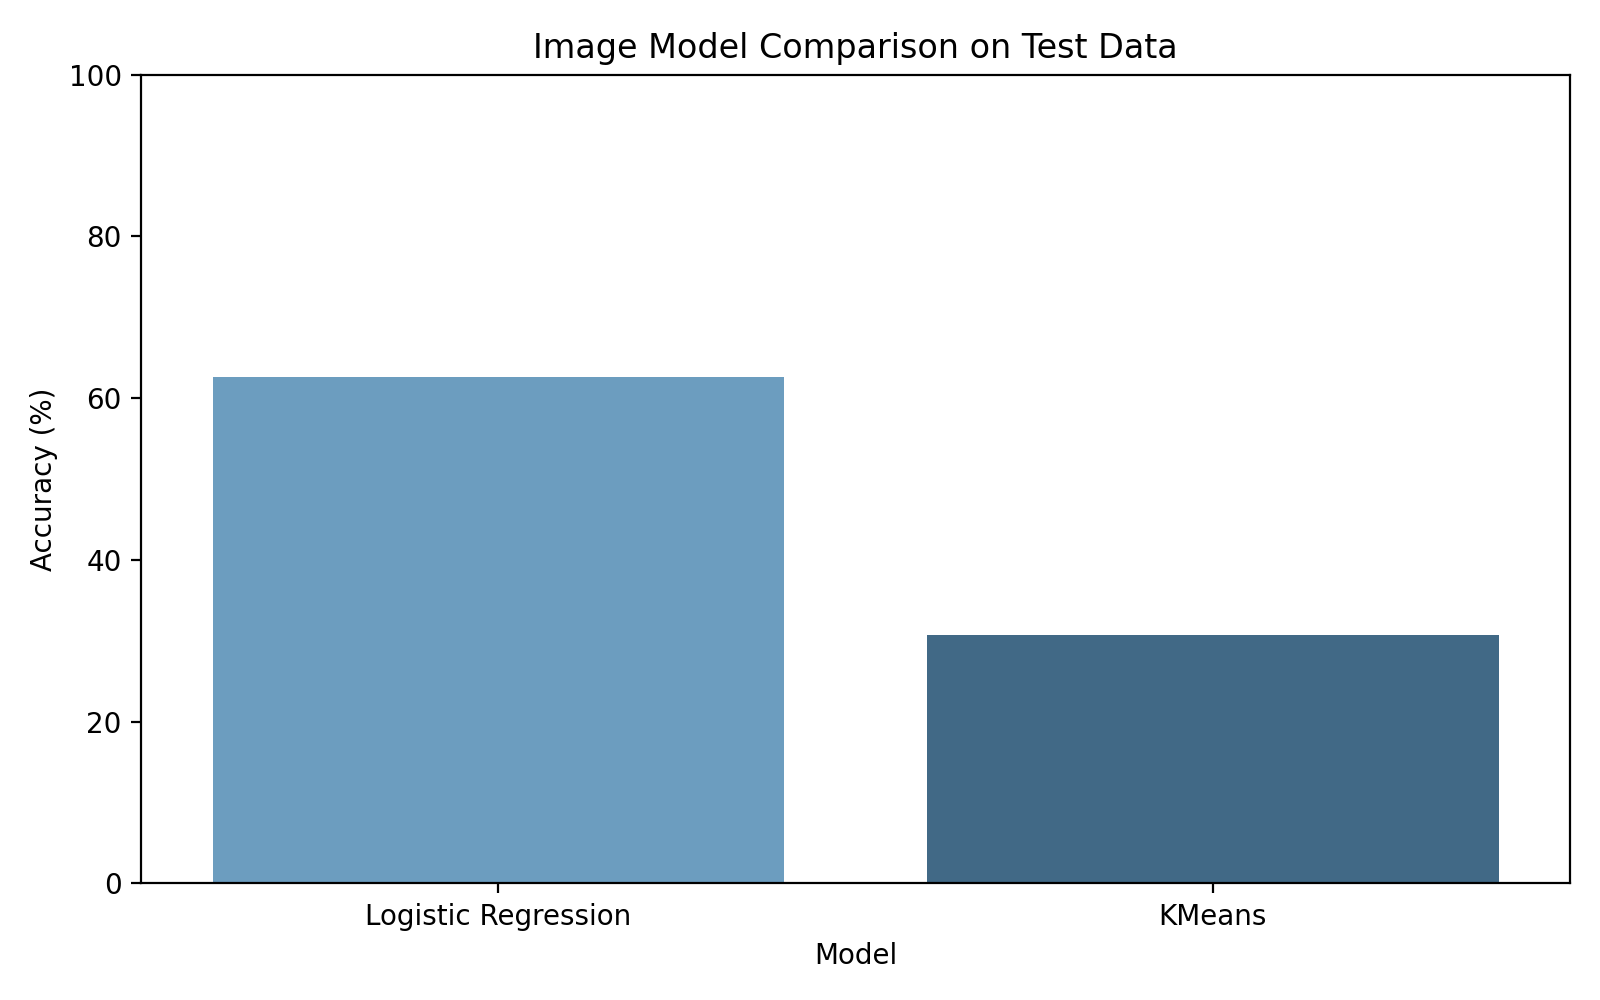 Image Model Comparison on Test Data
100
80
60
40
20
0
Accuracy (%)
Logistic Regression
KMeans
Model